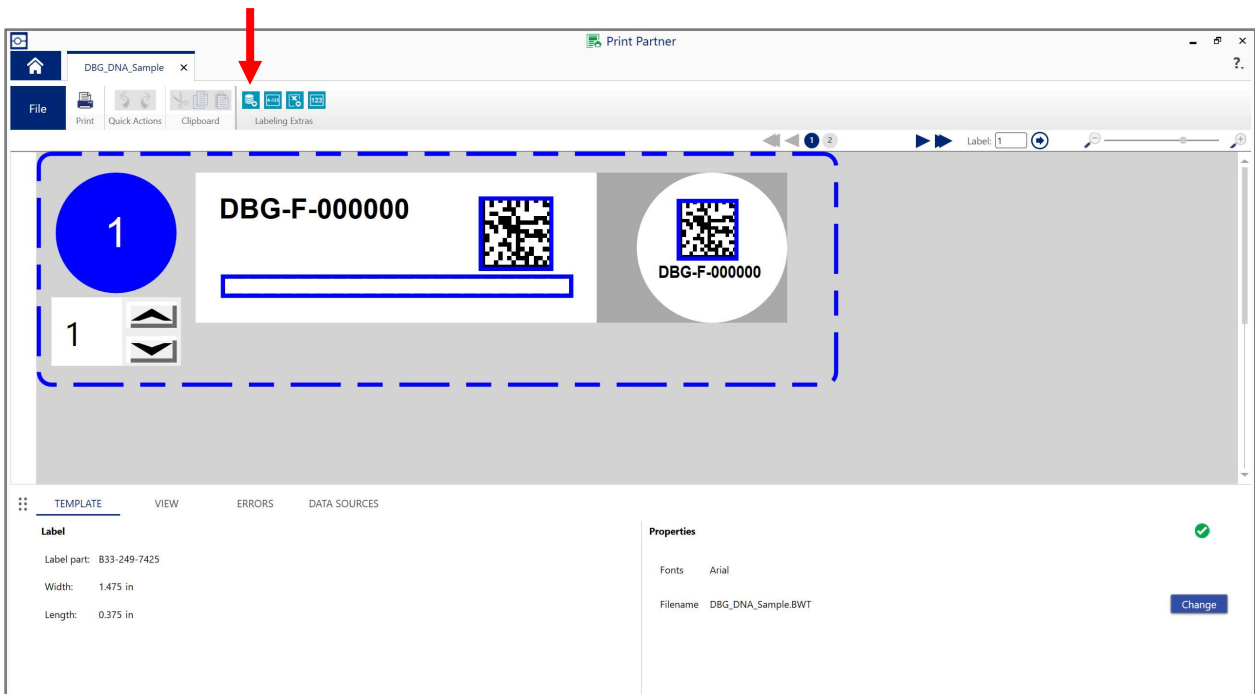 Print Partner
DBG_DNA_Sample
?.
File
Print
Quick Actions
Clipboard
A-123
123
Labeling Extras
1
2
Label: 1
1
DBG-F-000000
DBG-F-000000
1
TEMPLATE
VIEW
ERRORS
DATA SOURCES
Label
Label part: B33-249-7425
Width: 1.475 in
Length: 0.375 in
Properties
Fonts Arial
Filename DBG_DNA_Sample.BWT
Change